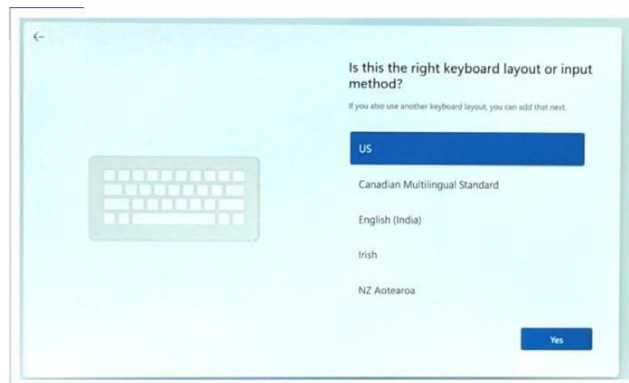 Is this the right keyboard layout or input
method?
If you also use another keyboard layout, you can add that next.
US
Canadian Multilingual Standard
English (India)
Irish
NZ Aotearoa
Yes